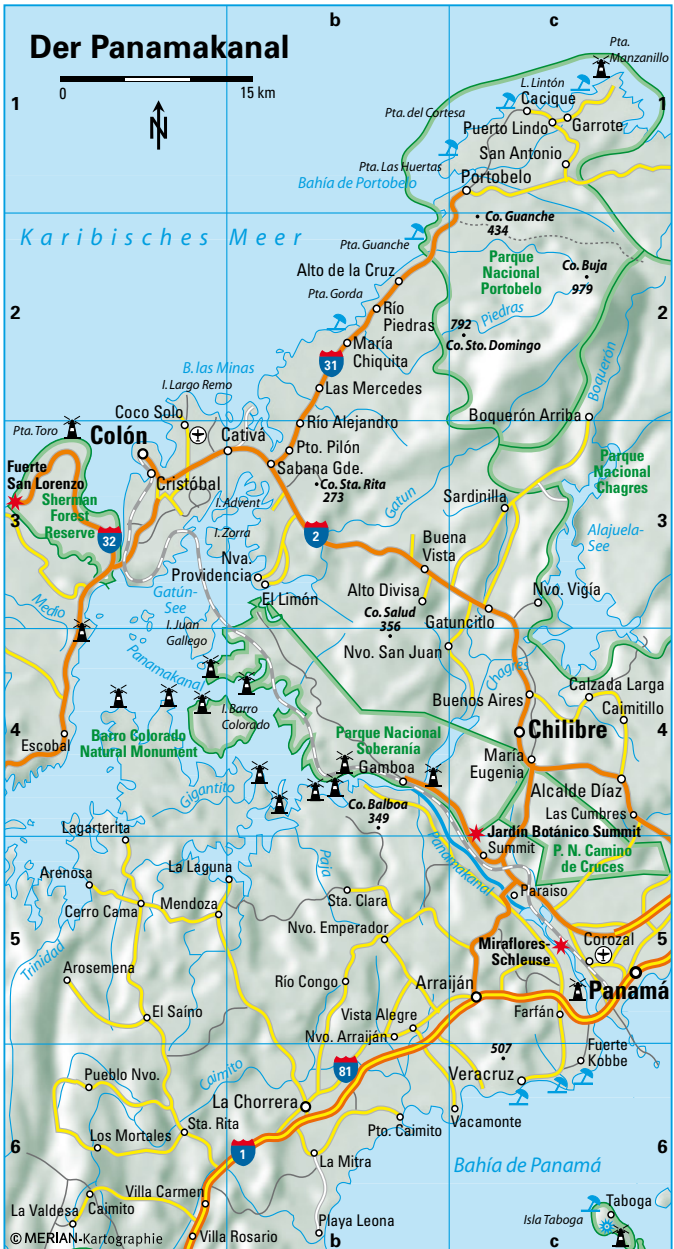 b
c
Der Panamakanal
0
15 km
N
1
1
Pta.
Manzanillo
L. Lintón
Cacique
Pta. del Cortesa
Puerto Lindo
Garrote
San Antonio
Pta. Las Huertas
Portobelo
Bahía de Portobelo
Co. Guanche
434
Karibisches Meer
Pta. Guanche
Parque
Nacional
Portobelo
Co. Buja
979
Alto de la Cruz
Pta. Gorda
Río
Piedras
Piedras
2
2
792
Co. Sto. Domingo
María
Chiquita
31
B. las Minas
I. Largo Remo
Las Mercedes
Boquerón
Coco Solo
Boquerón Arriba
Pta. Toro
Río Alejandro
Colón
Cativá
Pto. Pilón
Sabana Gde.
Parque
Nacional
Chagres
Fuerte
San Lorenzo
Cristóbal
Co. Sta. Rita
273
Sherman
Forest
Reserve
I. Advent
Sardinilla
Gatun
3
3
32
I. Zorra
2
Buena
Vista
Alajuela-
See
Nva.
Providencia
El Limón
Gatún-
See
Alto Divisa
Nvo. Vigía
Medio
I. Juan
Gallego
Co. Salud
356
Gatuncitlo
Nvo. San Juan
Panamakanal
Chagres
I. Barro
Colorado
Buenos Aires
Calzada Larga
Caimitillo
4
4
Escobal
Barro Colorado
Natural Monument
Parque Nacional
Soberanía
Chilibre
Gamboa
María
Eugenia
Gigantito
Alcalde Díaz
Co. Balboa
349
Las Cumbres
Lagarterita
Panamakanal
Jardín Botánico Summit
Summit
P. N. Camino
de Cruces
Arenosa
La Laguna
Paja
Cerro Cama
Mendoza
Sta. Clara
Paraiso
Nvo. Emperador
5
5
Trinidad
Miraflores-
Schleuse
Corozal
Arosemena
Río Congo
Arraiján
Panamá
El Saíno
Vista Alegre
Farfán
Nvo. Arraiján
507
Fuerte
Kobbe
Pueblo Nvo.
Caimito
81
Veracruz
La Chorrera
Los Mortales
Sta. Rita
Pto. Caimito
Vacamonte
6
6
1
La Mitra
Bahía de Panamá
Villa Carmen
La Valdesa
Caimito
Taboga
Isla Taboga
Playa Leona
© MERIAN-Kartographie
Villa Rosario
b
c